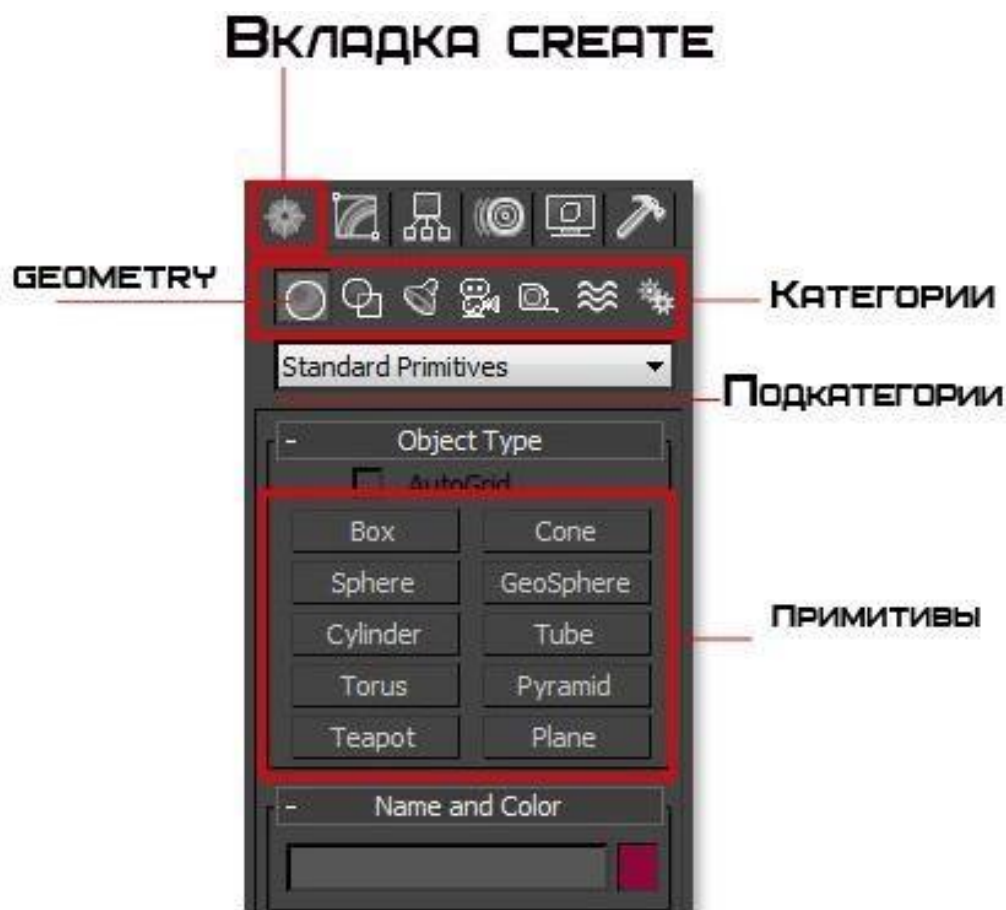 Вкладка create
geometry
Категории
Standard Primitives
Подкатегории
- Object Type
AutoGrid
Box Cone
Sphere GeoSphere
Cylinder Tube
примитивы
Torus Pyramid
Teapot Plane
- Name and Color